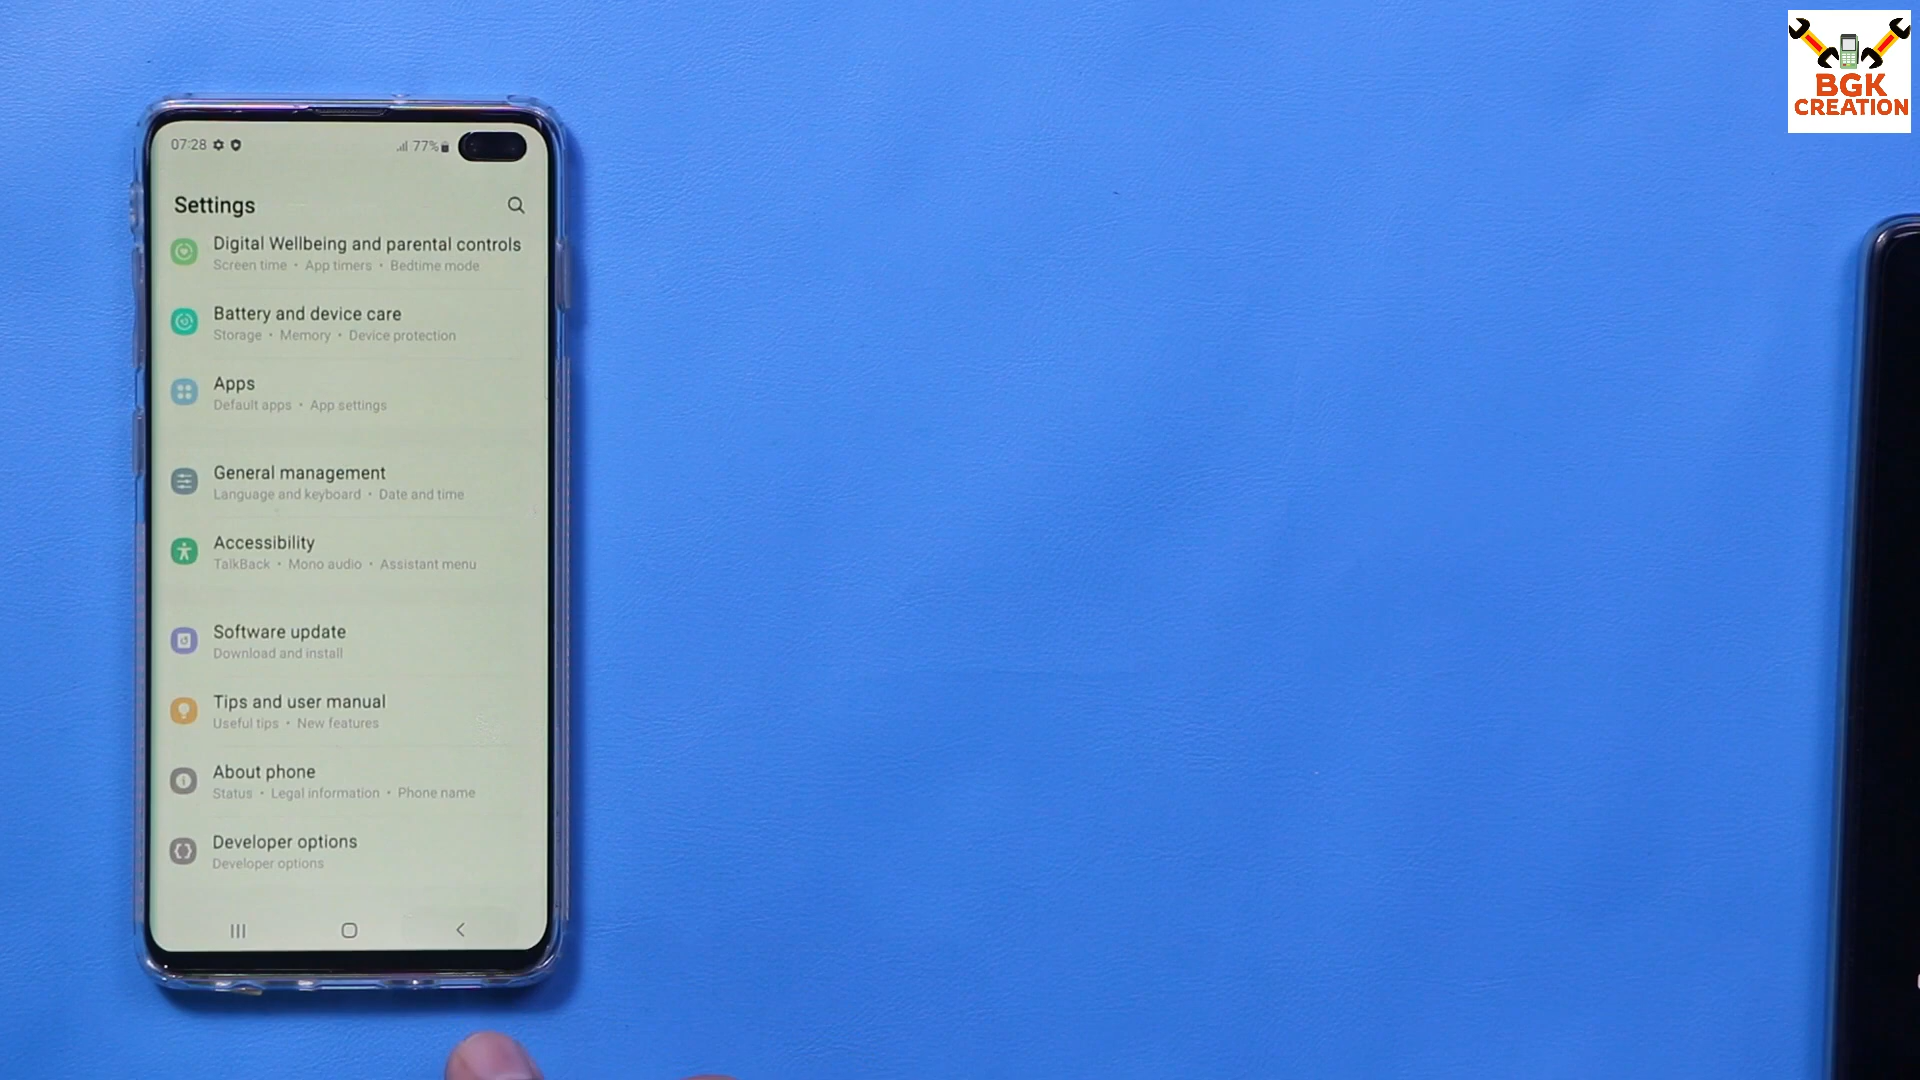 07:28
77%
Settings
Digital Wellbeing and parental controls
Screen time • App timers • Bedtime mode
Battery and device care
Storage • Memory • Device protection
Apps
Default apps • App settings
General management
Language and keyboard • Date and time
Accessibility
TalkBack • Mono audio • Assistant menu
Software update
Download and install
Tips and user manual
Useful tips • New features
About phone
Status • Legal information • Phone name
Developer options
Developer options
BGK
CREATION